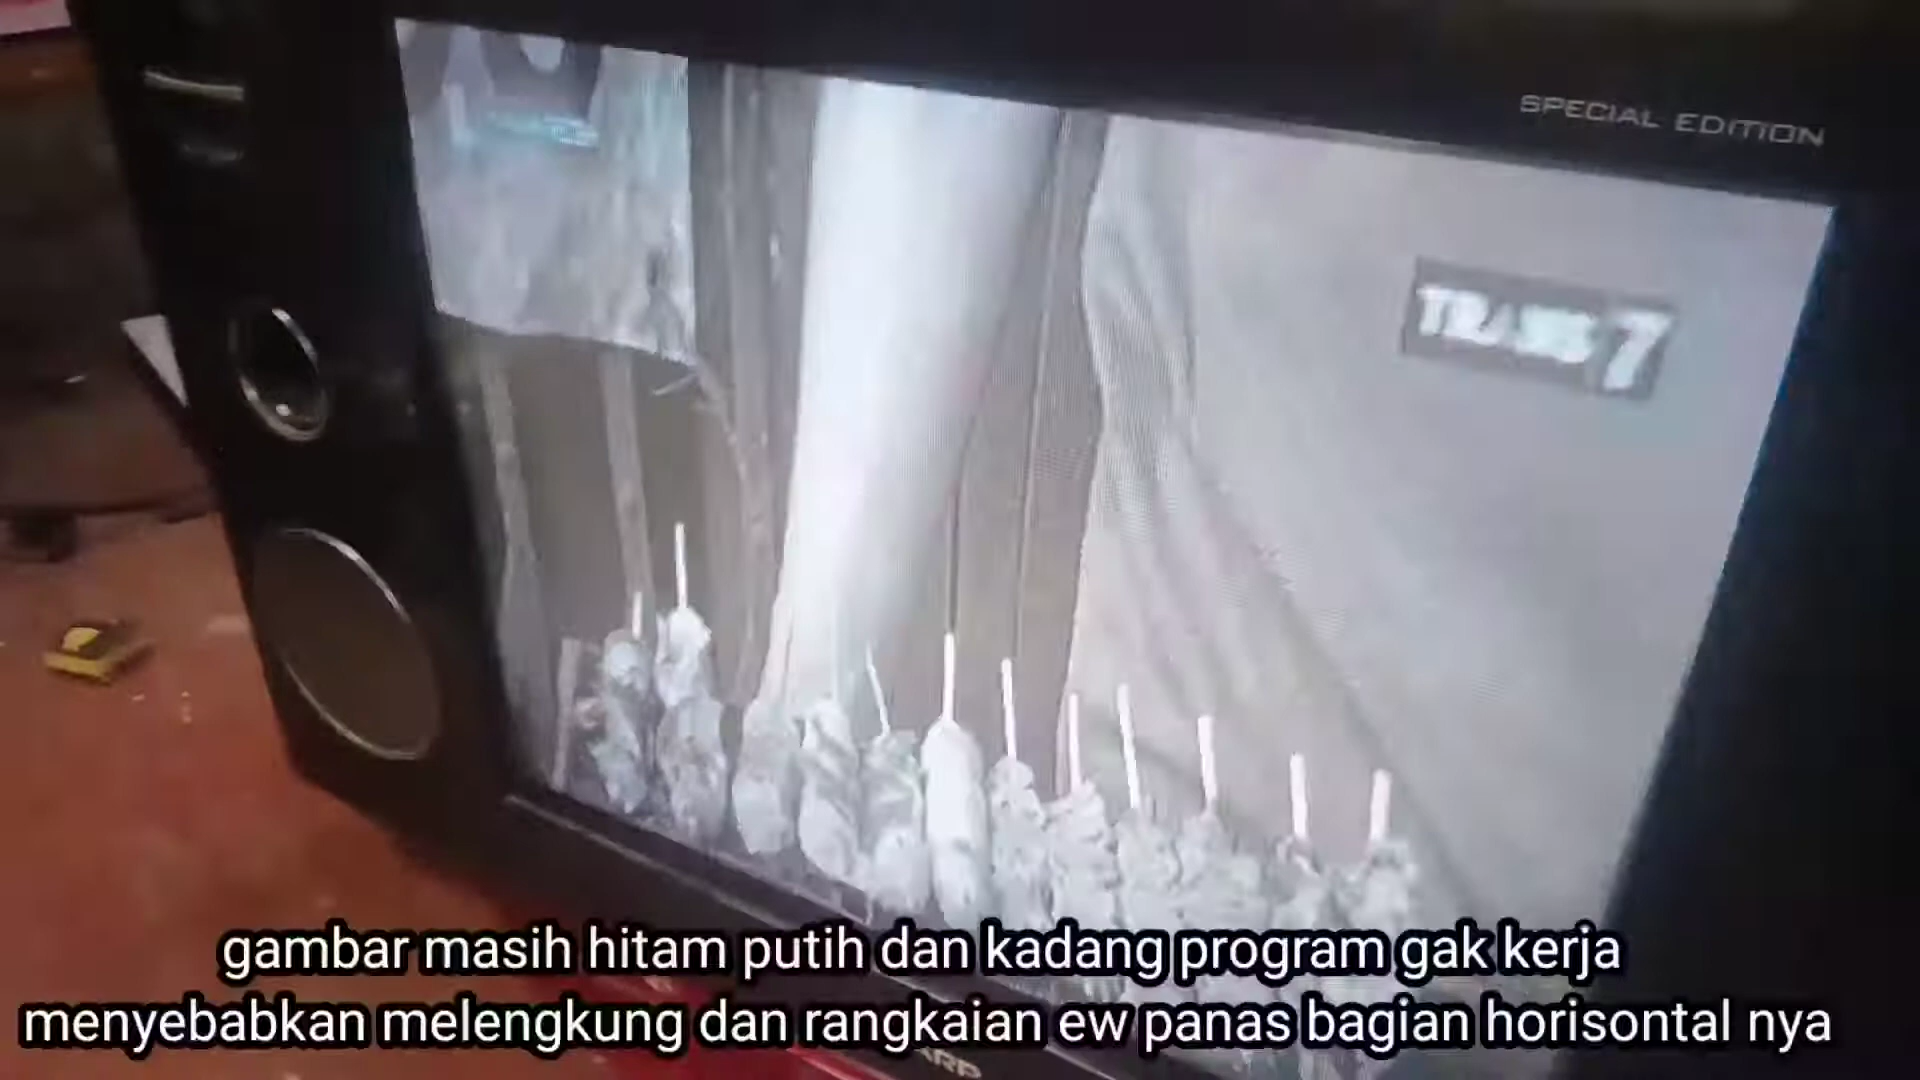 SPECIAL EDITION
TRANS 7
gambar masih hitam putih dan kadang program gak kerja
menyebabkan melengkung dan rangkaian ew panas bagian horisontal nya